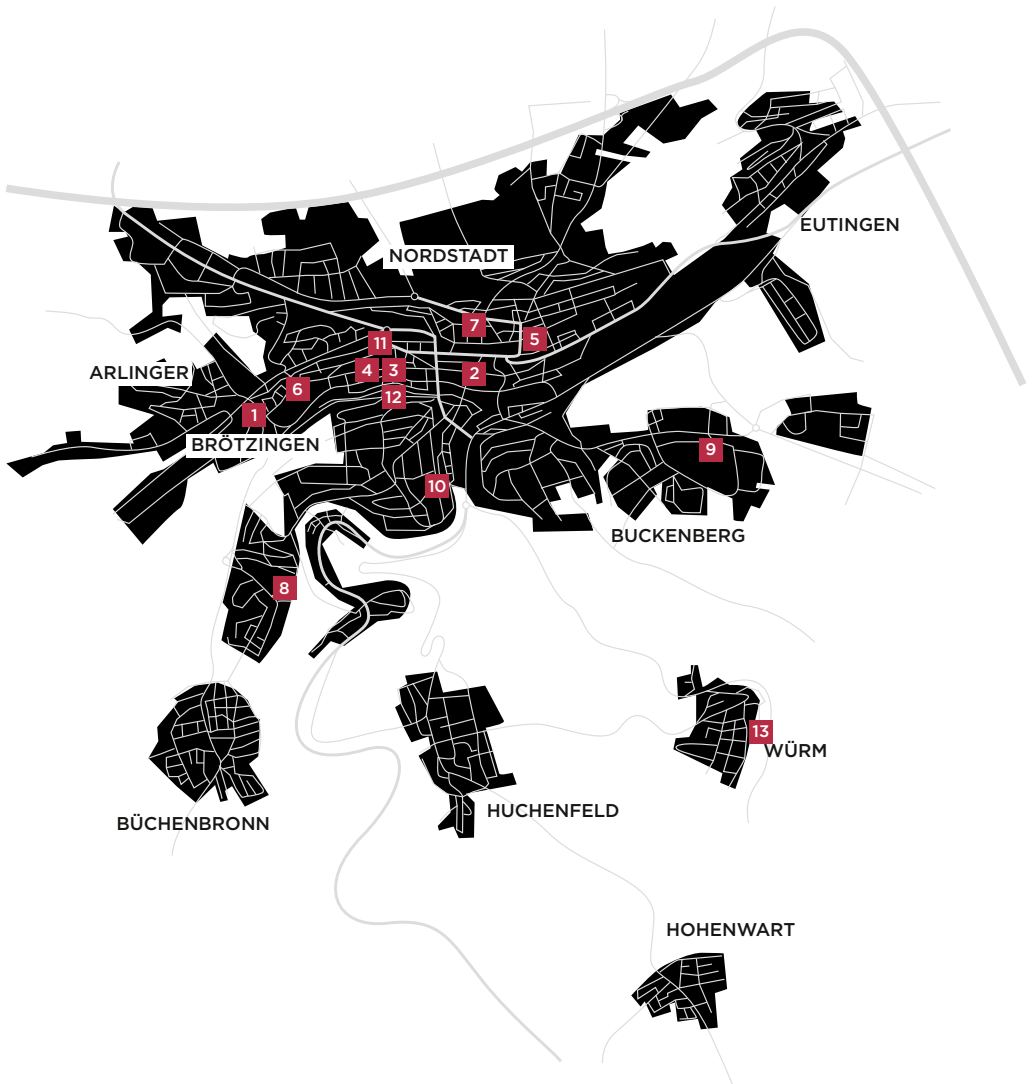 EUTINGEN
NORDSTADT
7
5
11
ARLINGER
4
3
2
6
12
1
BRÖTZINGEN
9
10
BUCKENBERG
8
13
WÜRM
HUCHENFELD
BÜCHENBRONN
HOHENWART